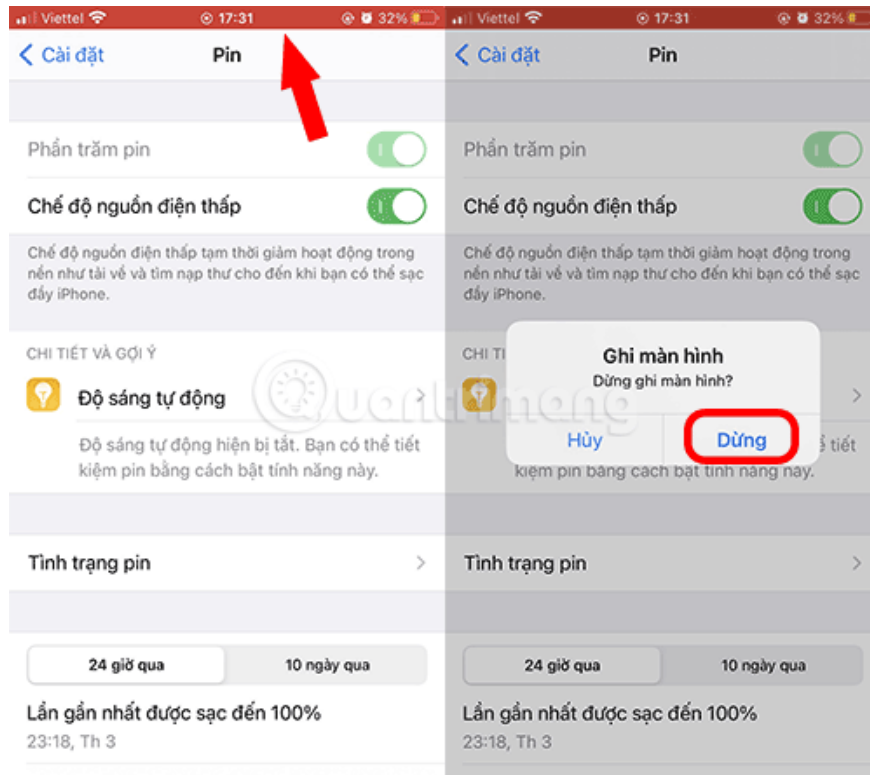 Viettel 17:31 32%
Cài đặt Pin
Phần trăm pin
Chế độ nguồn điện thấp
Chế độ nguồn điện thấp tạm thời giảm hoạt động trong
nền như tải về và tìm nạp thư cho đến khi bạn có thể sạc
đầy iPhone.
CHI TIẾT VÀ GỢI Ý
Độ sáng tự động
Độ sáng tự động hiện bị tắt. Bạn có thể tiết
kiệm pin bằng cách bật tính năng này.
Tình trạng pin
24 giờ qua 10 ngày qua
Lần gần nhất được sạc đến 100%
23:18, Th 3
Viettel 17:31 32%
Cài đặt Pin
Phần trăm pin
Chế độ nguồn điện thấp
Chế độ nguồn điện thấp tạm thời giảm hoạt động trong
nền như tải về và tìm nạp thư cho đến khi bạn có thể sạc
đầy iPhone.
CHI TI
Ghi màn hình
Dừng ghi màn hình?
Hủy Dừng
ể tiết
kiệm pin bằng cách bật tính năng này.
Tình trạng pin
24 giờ qua 10 ngày qua
Lần gần nhất được sạc đến 100%
23:18, Th 3
Quantrimang